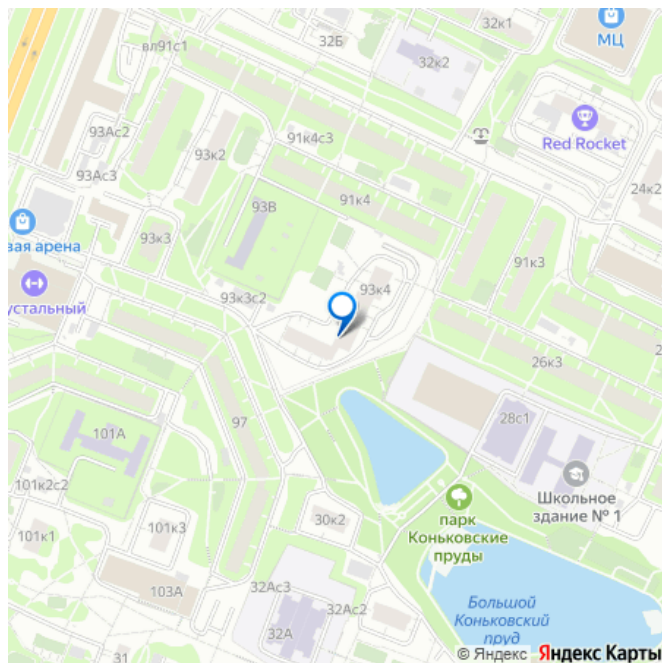 32к1
вл91с1
32Б
МЦ
32к2
93Ас2
91к4с3
Red Rocket
93к2
93Ас3
24к2
91к4
93В
93к3
вая арена
91к3
93к4
93к3с2
устальный
26к3
2
97
28с1
101А
Школьное
здание № 1
101к2с2
парк
Коньковские
пруды
30к2
101к3
101к1
32Ас3
103А
Большой
Коньковский
пруд
32Ас2
32А
31
© Яндекс Яндекс Карты